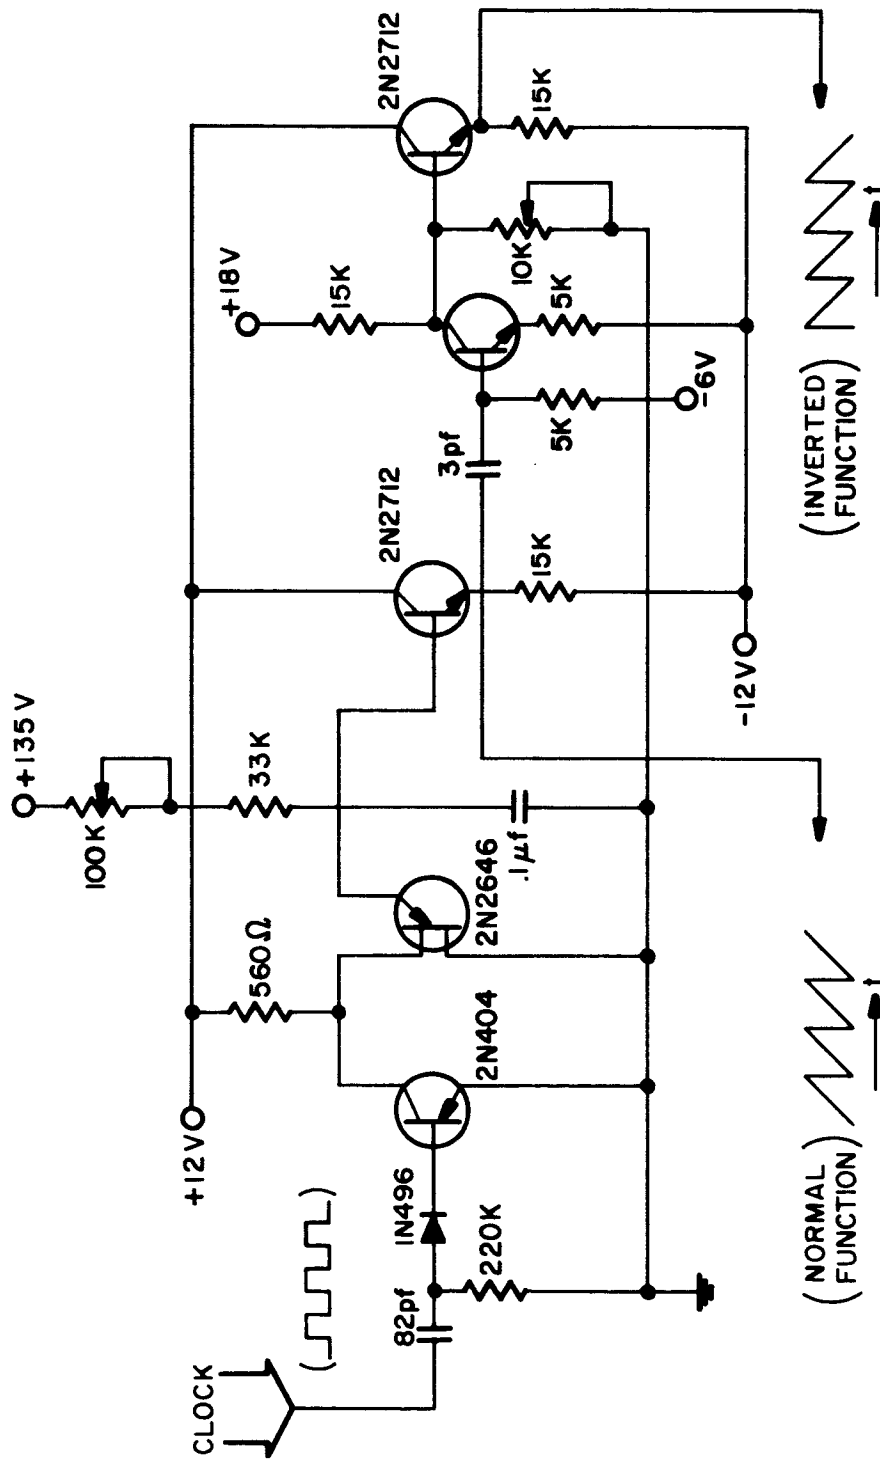 CLOCK
82pf
220K
1N496
+12V
560Ω
2N404
2N2646
+135V
100K
33K
.1µf
2N2712
15K
-12V
3pf
5K
-6V
+18V
15K
5K
10K
2N2712
15K
(NORMAL
FUNCTION)
t
(INVERTED
FUNCTION)
t